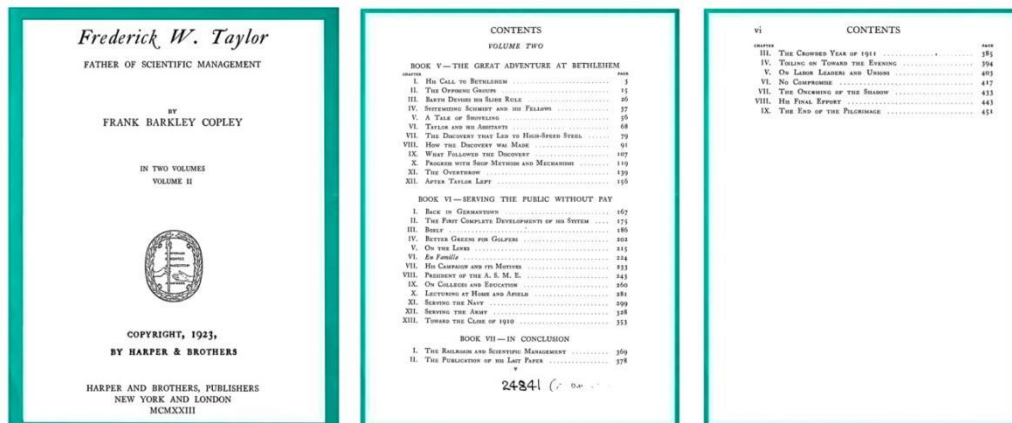 Frederick W. Taylor
FATHER OF SCIENTIFIC MANAGEMENT
BY
FRANK BARKLEY COPLEY
IN TWO VOLUMES
VOLUME II
COPYRIGHT, 1923,
BY HARPER & BROTHERS
HARPER AND BROTHERS, PUBLISHERS
NEW YORK AND LONDON
MCMXXIII
CONTENTS
VOLUME TWO
BOOK V—THE GREAT ADVENTURE AT BETHLEHEM
CHAPTER PAGE
I. His Call to Bethlehem 3
II. The Opposing Groups 15
III. Barth Devises his Slide Rule 26
IV. Systemizing Schmidt and his Fellows 37
V. A Tale of Shoveling 56
VI. Taylor and his Assistants 68
VII. The Discovery that Led to High-Speed Steel 79
VIII. How the Discovery was Made 91
IX. What Followed the Discovery 107
X. Progress with Shop Methods and Mechanisms 119
XI. The Overthrow 139
XII. After Taylor Left 156
BOOK VI—SERVING THE PUBLIC WITHOUT PAY
I. Back in Germantown 167
II. The First Complete Developments of his System 175
III. Boxly 186
IV. Better Greens for Golfers 202
V. On the Links 215
VI. En Famille 224
VII. His Campaign and its Motives 233
VIII. President of the A. S. M. E. 243
IX. On Colleges and Education 260
X. Lecturing at Home and Afield 281
XI. Serving the Navy 299
XII. Serving the Army 328
XIII. Toward the Close of 1910 353
BOOK VII—IN CONCLUSION
I. The Railroads and Scientific Management 369
II. The Publication of his Last Paper 378
v
24841
vi CONTENTS
CHAPTER PAGE
III. The Crowded Year of 1911 385
IV. Toiling on Toward the Evening 394
V. On Labor Leaders and Unions 403
VI. No Compromise 417
VII. The Oncoming of the Shadow 433
VIII. His Final Effort 443
IX. The End of the Pilgrimage 451